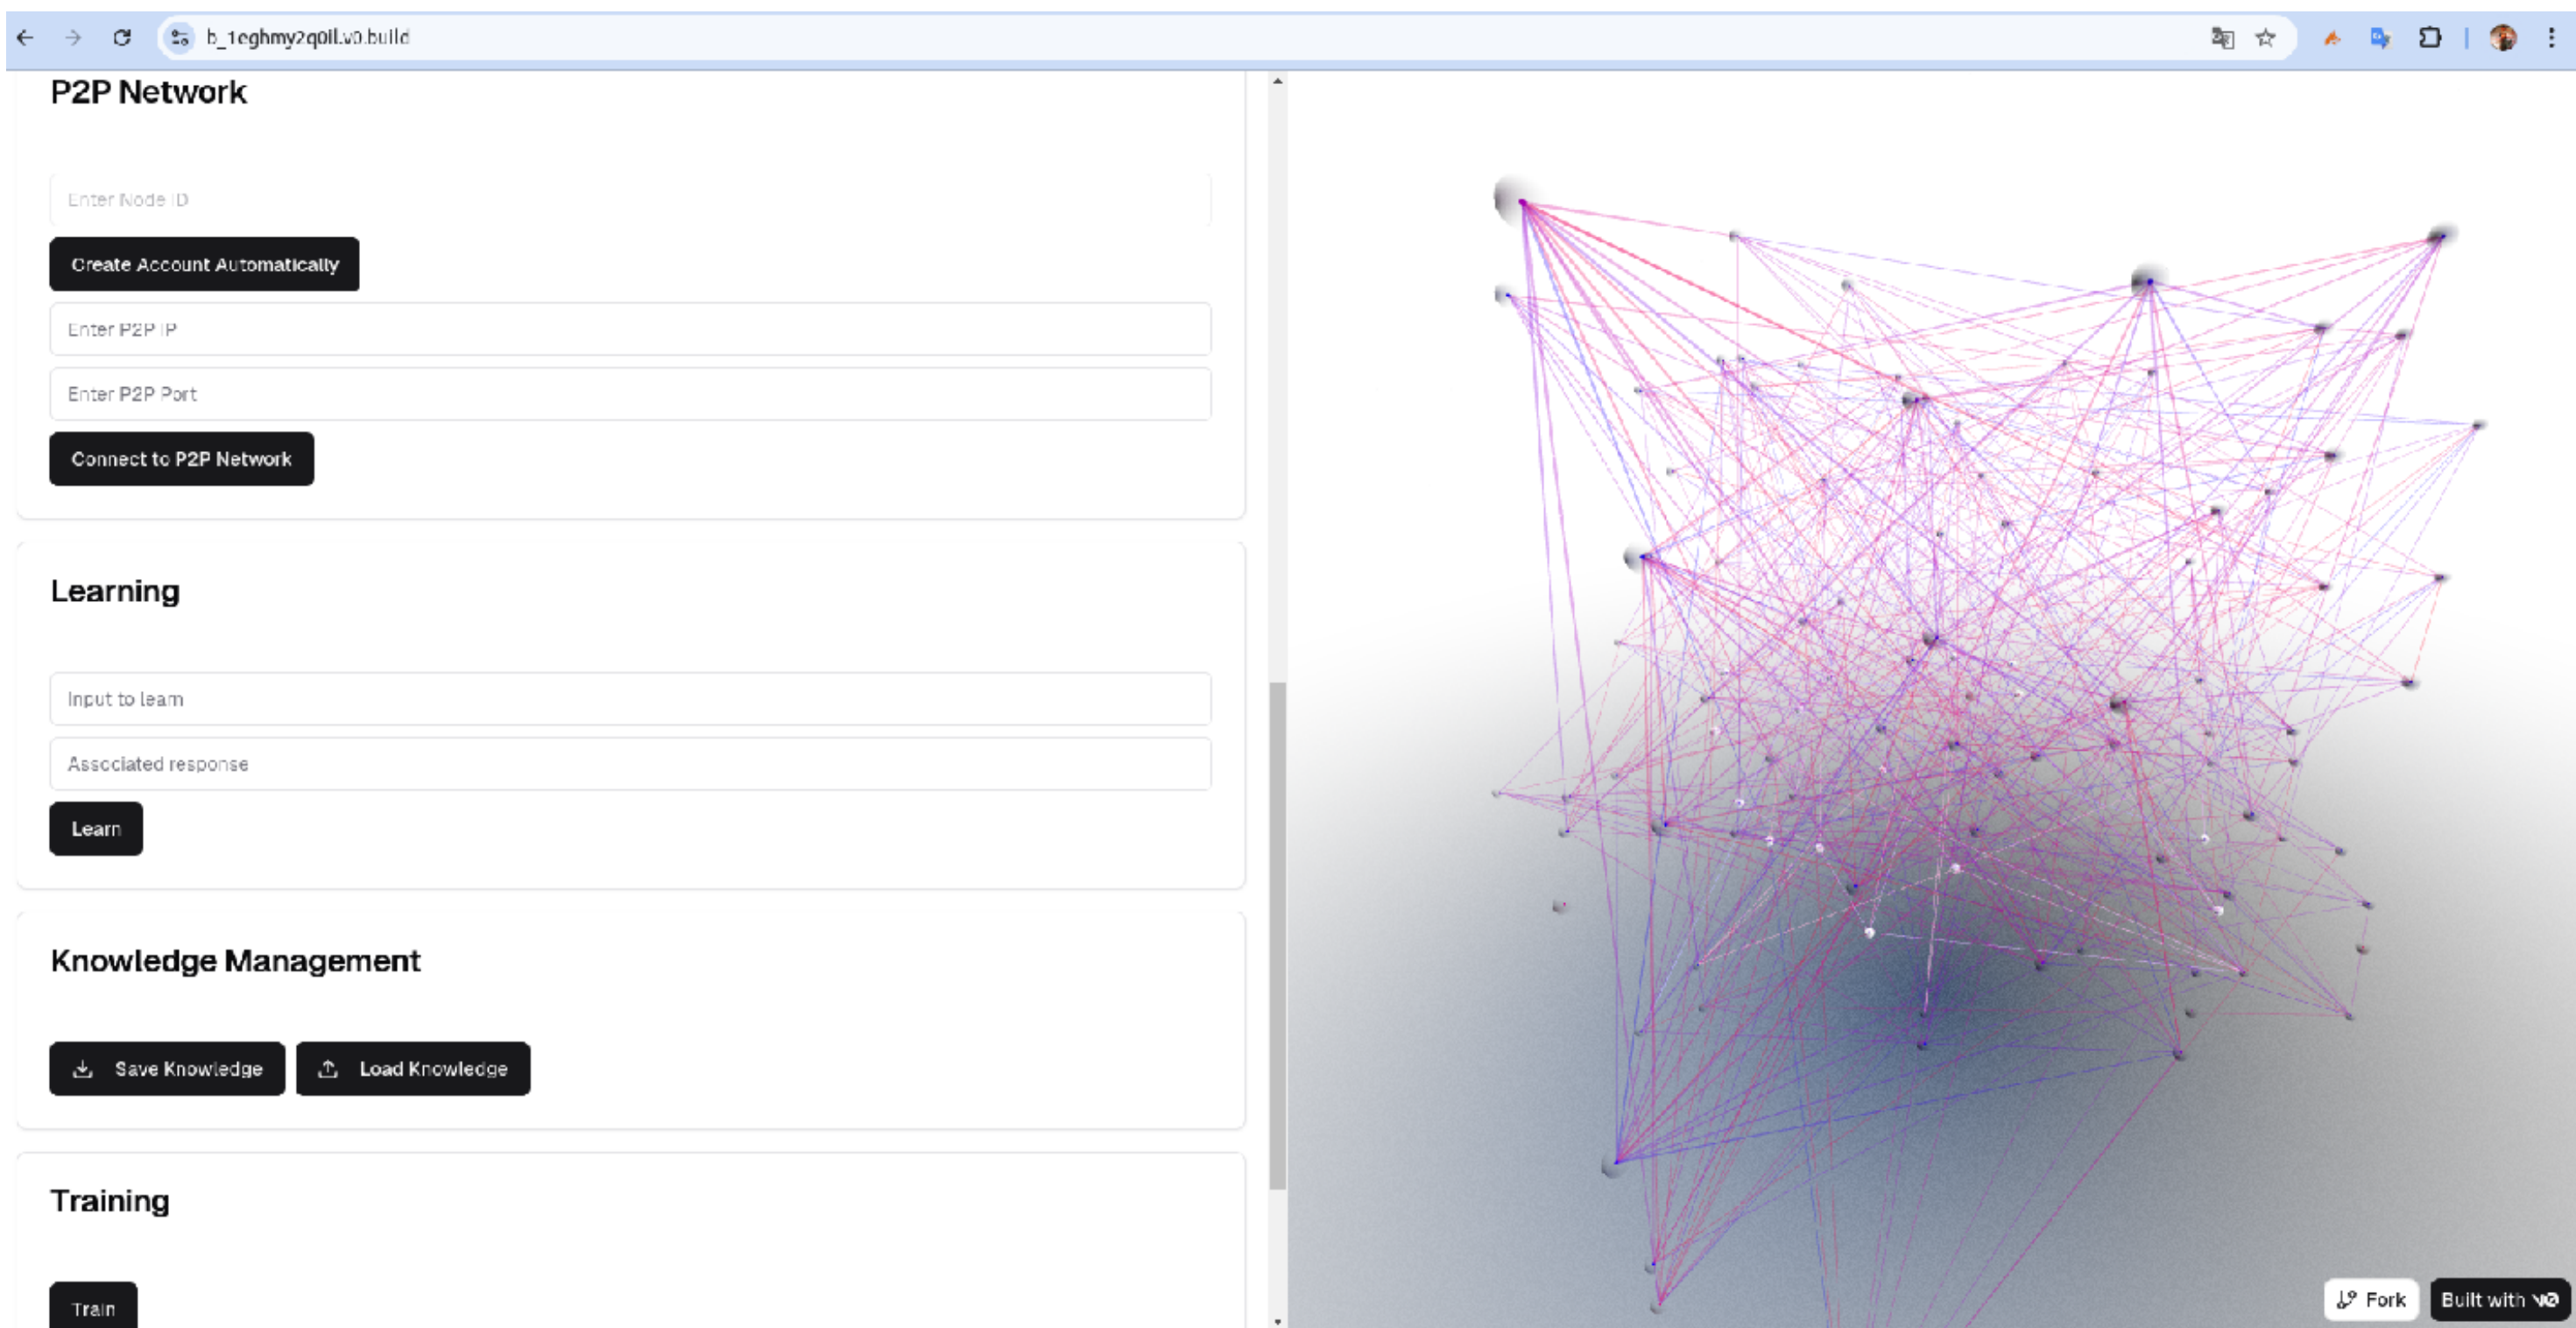 b_1eghmy2q0il.v0.build
P2P Network
Enter Node ID
Create Account Automatically
Enter P2P IP
Enter P2P Port
Connect to P2P Network
Learning
Input to learn
Associated response
Learn
Knowledge Management
Save Knowledge
Load Knowledge
Training
Train
Fork
Built with v0